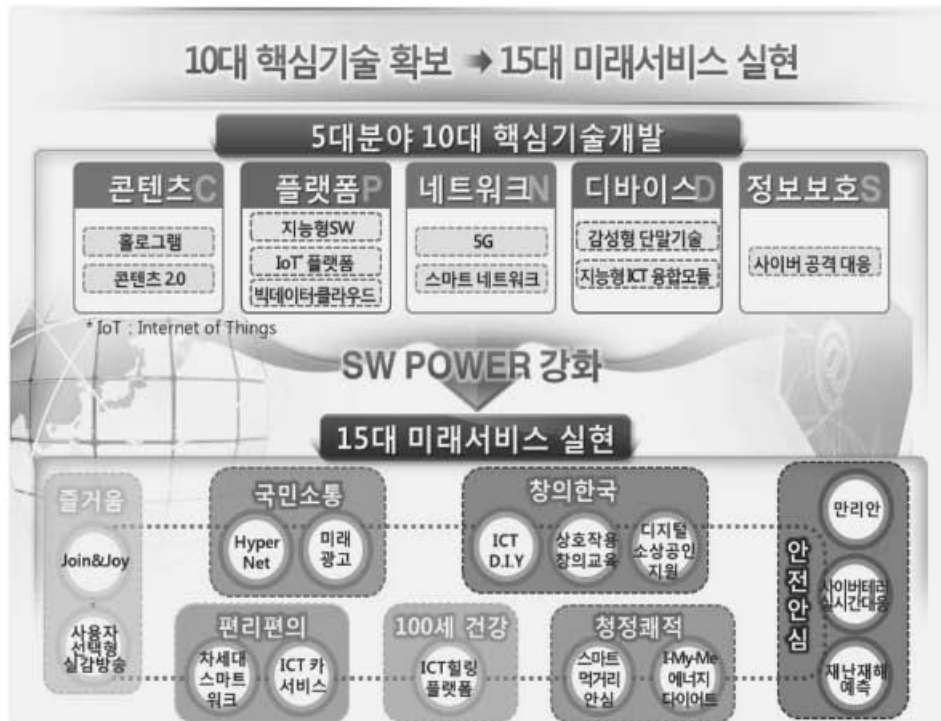 10대 핵심기술 확보 → 15대 미래서비스 실현
5대분야 10대 핵심기술개발
콘텐츠C
홀로그램
콘텐츠 2.0
플랫폼P
지능형SW
IoT* 플랫폼
빅데이터·클라우드
네트워크N
5G
스마트 네트워크
디바이스D
감성형 단말기술
지능형 ICT 융합모듈
정보보호S
사이버 공격 대응
* IoT : Internet of Things
SW POWER 강화
15대 미래서비스 실현
즐거움
Join&Joy
사용자
선택형
실감방송
국민소통
Hyper
Net
미래
광고
창의한국
ICT
D.I.Y
상호작용
창의교육
디지털
소상공인
지원
편리편의
차세대
스마트
워크
ICT 카
서비스
100세 건강
ICT힐링
플랫폼
청정쾌적
스마트
먹거리
안심
I-My-Me
에너지
다이어트
안전안심
만리안
사이버테러
실시간대응
재난재해
예측